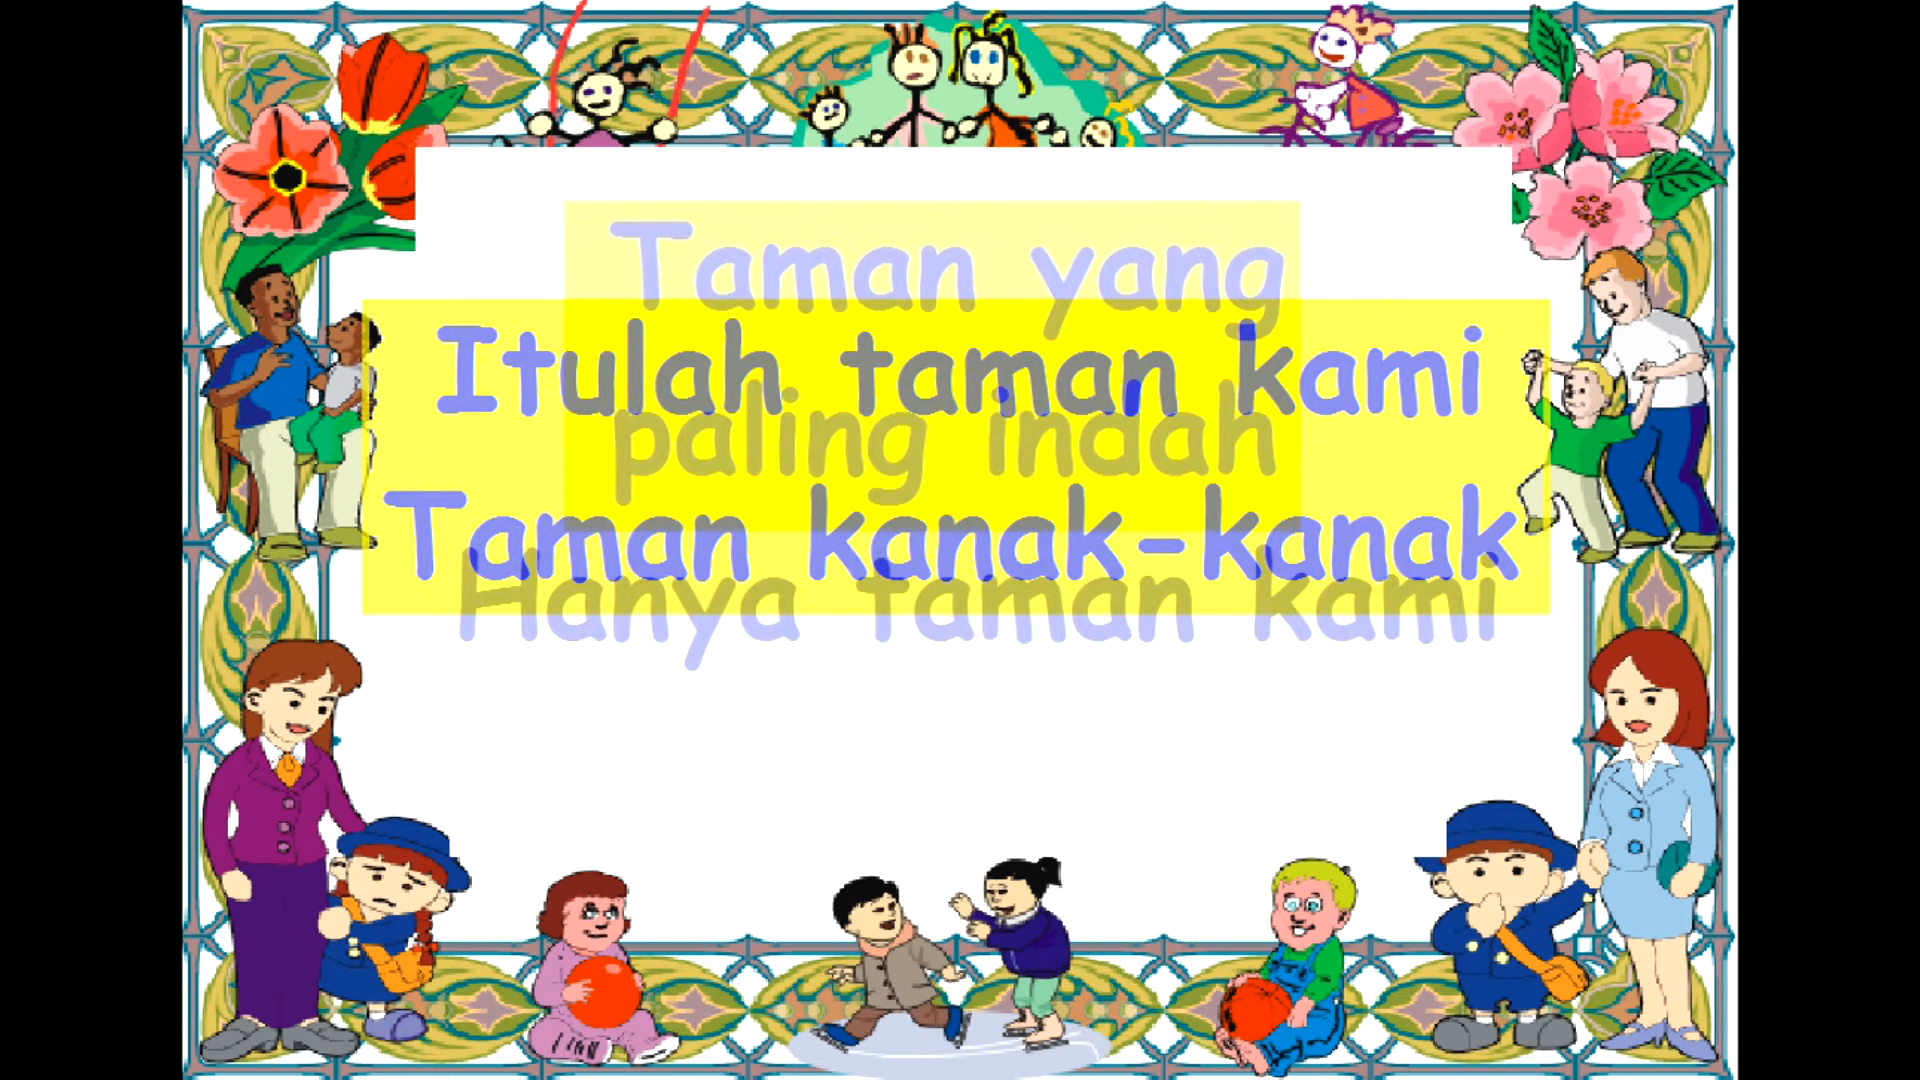 Taman yang
Itulah taman kami
paling indah
Taman kanak-kanak
Hanya taman kami